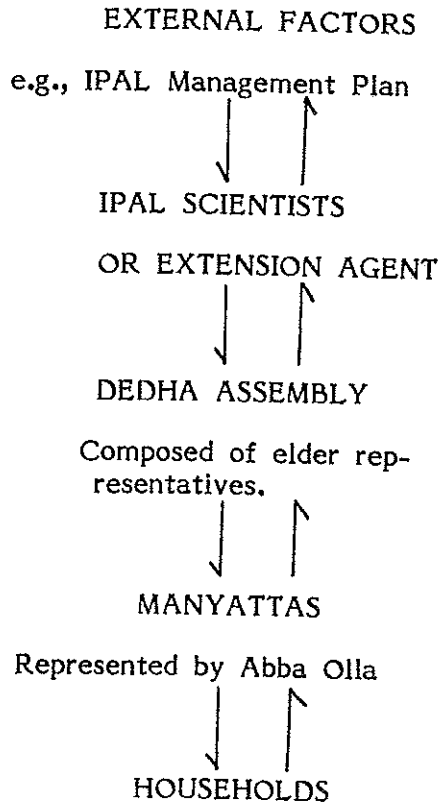 EXTERNAL FACTORS
e.g., IPAL Management Plan
IPAL SCIENTISTS
OR EXTENSION AGENT
DEDHA ASSEMBLY
Composed of elder rep-
resentatives.
MANYATTAS
Represented by Abba Olla
HOUSEHOLDS